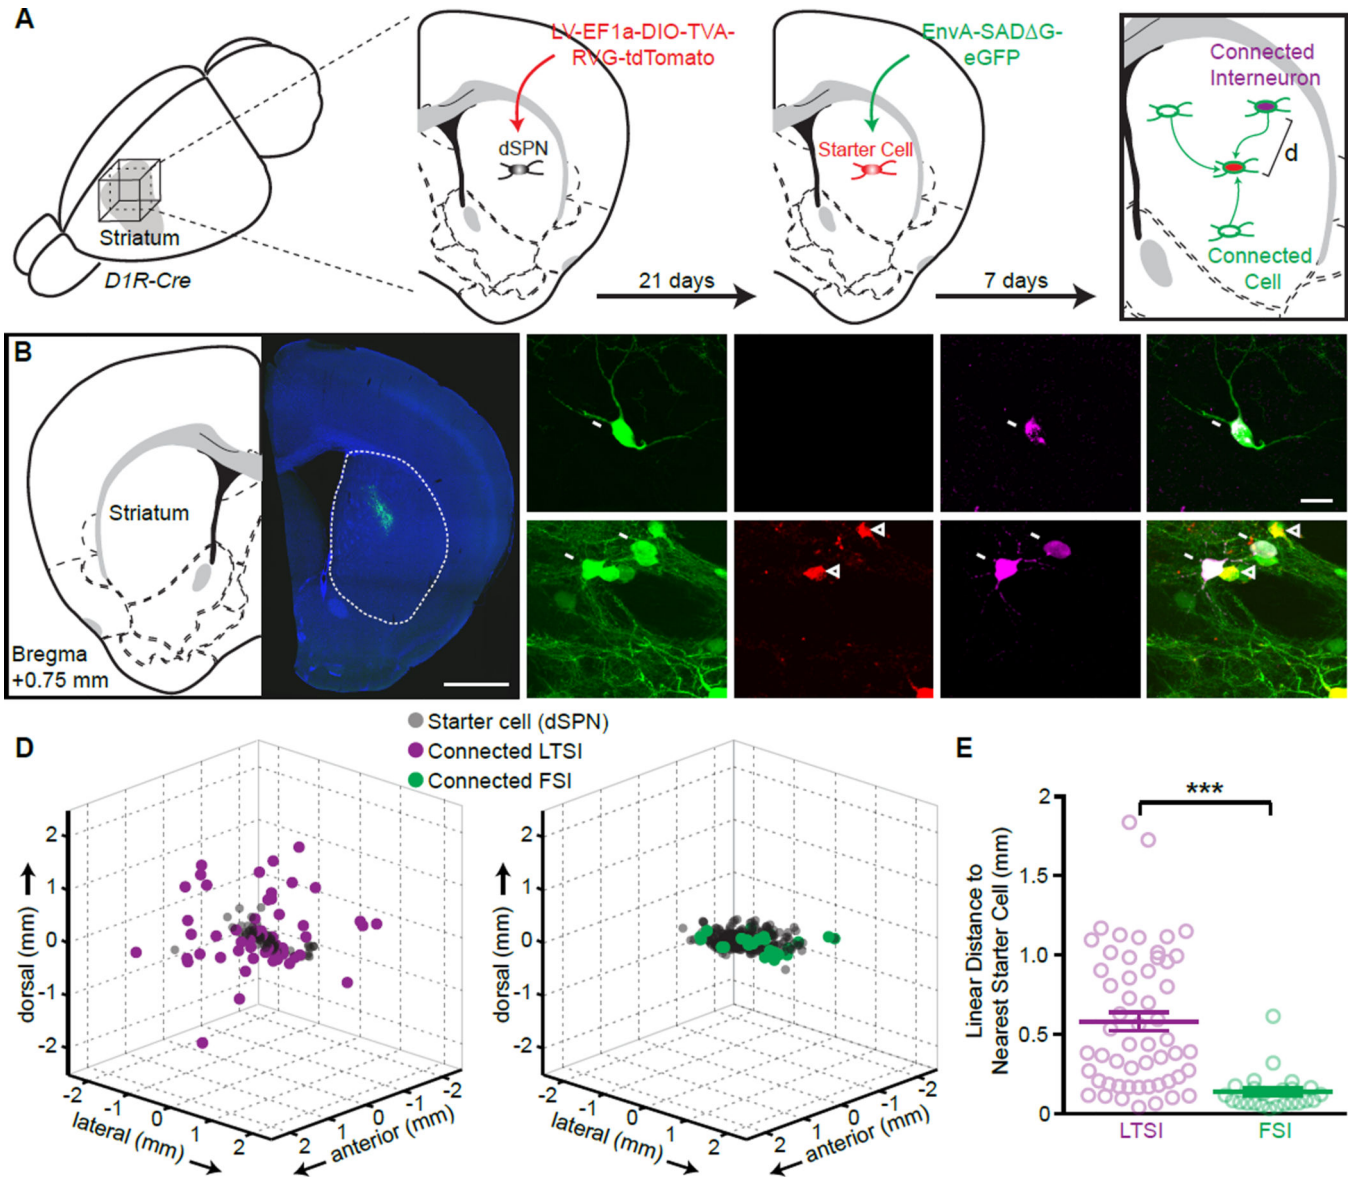 A
LV-EF1a-DIO-TVA-
RVG-tdTomato
EnvA-SADΔG-
eGFP
Connected
Interneuron
dSPN
Starter Cell
d
Striatum
D1R-Cre
21 days
7 days
Connected
Cell
B
Striatum
Bregma
+0.75 mm
Starter cell (dSPN)
Connected LTSI
Connected FSI
D
dorsal (mm)
2
1
0
-1
-2
-2
-1
0
1
2
lateral (mm)
2
1
0
-1
-2
anterior (mm)
dorsal (mm)
2
1
0
-1
-2
-2
-1
0
1
2
lateral (mm)
2
1
0
-1
-2
anterior (mm)
E
***
Linear Distance to
Nearest Starter Cell (mm)
2
1.5
1.0
0.5
0
LTSI
FSI